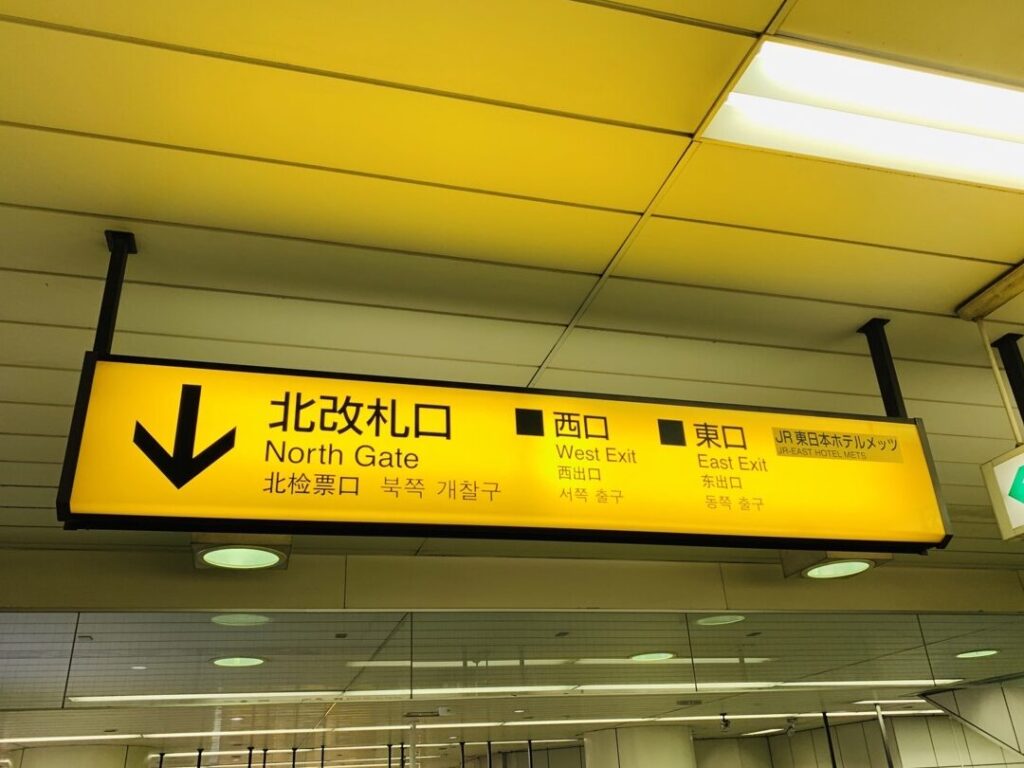 北改札口
North Gate
北检票口 북쪽 개찰구
西口
West Exit
西出口
서쪽 출구
東口
East Exit
东出口
동쪽 출구
JR東日本ホテルメッツ
JR-EAST HOTEL METS